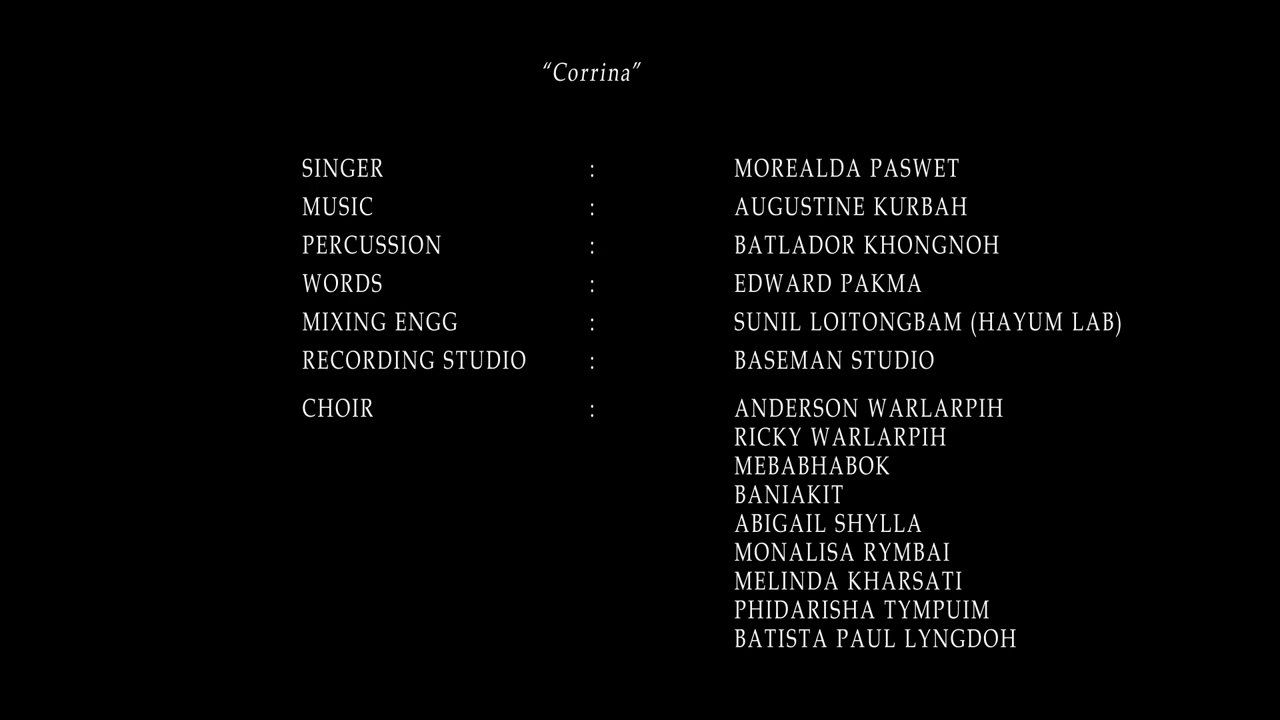 “Corrina”
SINGER : MOREALDA PASWET
MUSIC : AUGUSTINE KURBAH
PERCUSSION : BATLADOR KHONGNOH
WORDS : EDWARD PAKMA
MIXING ENGG : SUNIL LOITONGBAM (HAYUM LAB)
RECORDING STUDIO : BASEMAN STUDIO
CHOIR : ANDERSON WARLARPIH
RICKY WARLARPIH
MEBABHABOK
BANIAKIT
ABIGAIL SHYLLA
MONALISA RYMBAI
MELINDA KHARSATI
PHIDARISHA TYMPUIM
BATISTA PAUL LYNGDOH